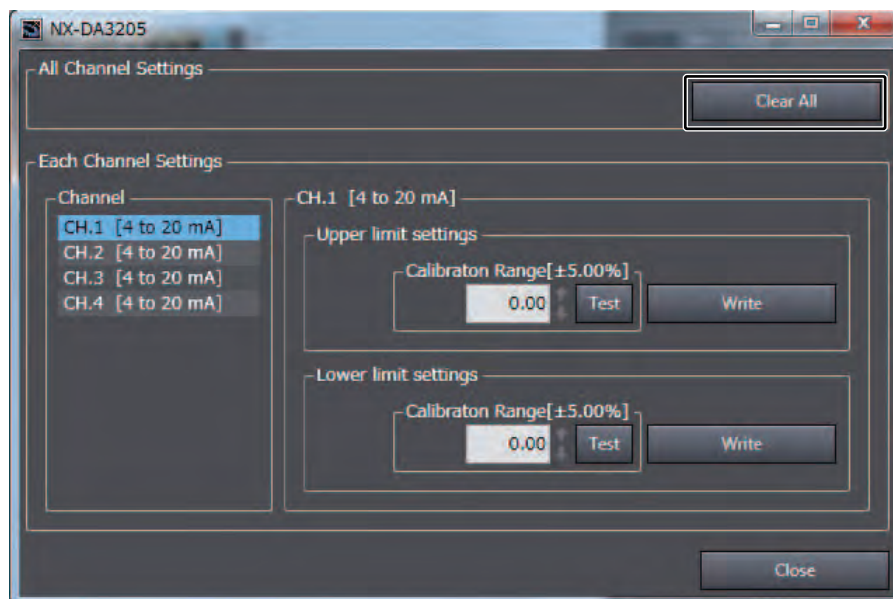 NX-DA3205
All Channel Settings
Clear All
Each Channel Settings
Channel
CH.1 [4 to 20 mA]
CH.2 [4 to 20 mA]
CH.3 [4 to 20 mA]
CH.4 [4 to 20 mA]
CH.1 [4 to 20 mA]
Upper limit settings
Calibraton Range[±5.00%]
0.00 Test Write
Lower limit settings
Calibraton Range[±5.00%]
0.00 Test Write
Close